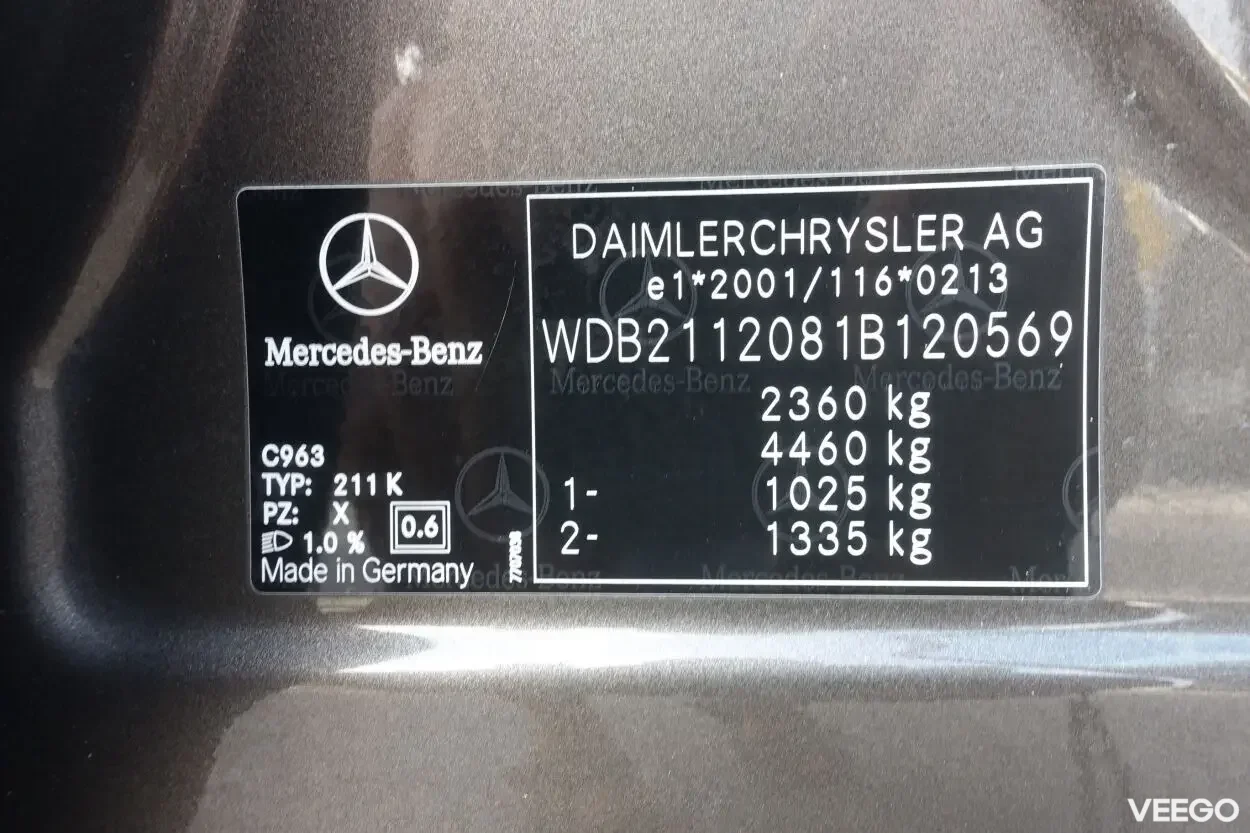 Mercedes-Benz
C963
TYP: 211 K
PZ: X
1.0 %
0.6
Made in Germany
7707038
DAIMLERCHRYSLER AG
e1*2001/116*0213
WDB2112081B120569
2360 kg
4460 kg
1- 1025 kg
2- 1335 kg
VEEGO